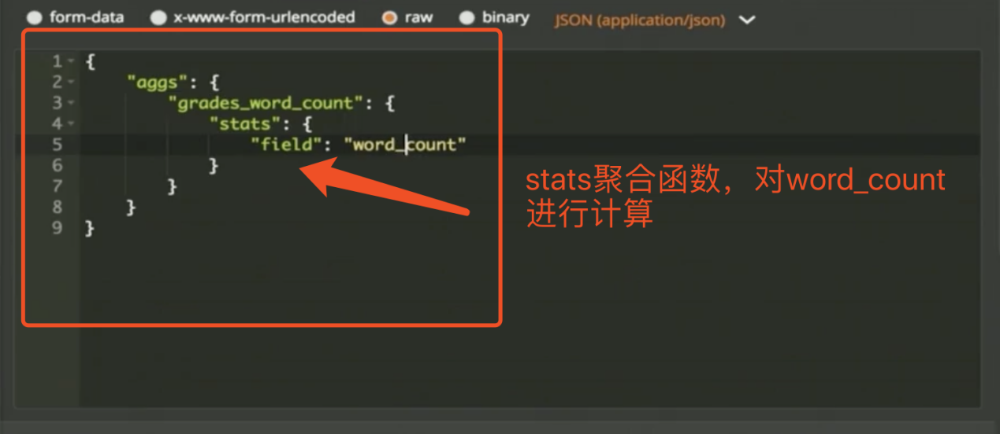 form-data x-www-form-urlencoded raw binary JSON (application/json)
1 {
2 "aggs": {
3 "grades_word_count": {
4 "stats": {
5 "field": "word_count"
6 }
7 }
8 }
9 }
stats聚合函数，对word_count
进行计算